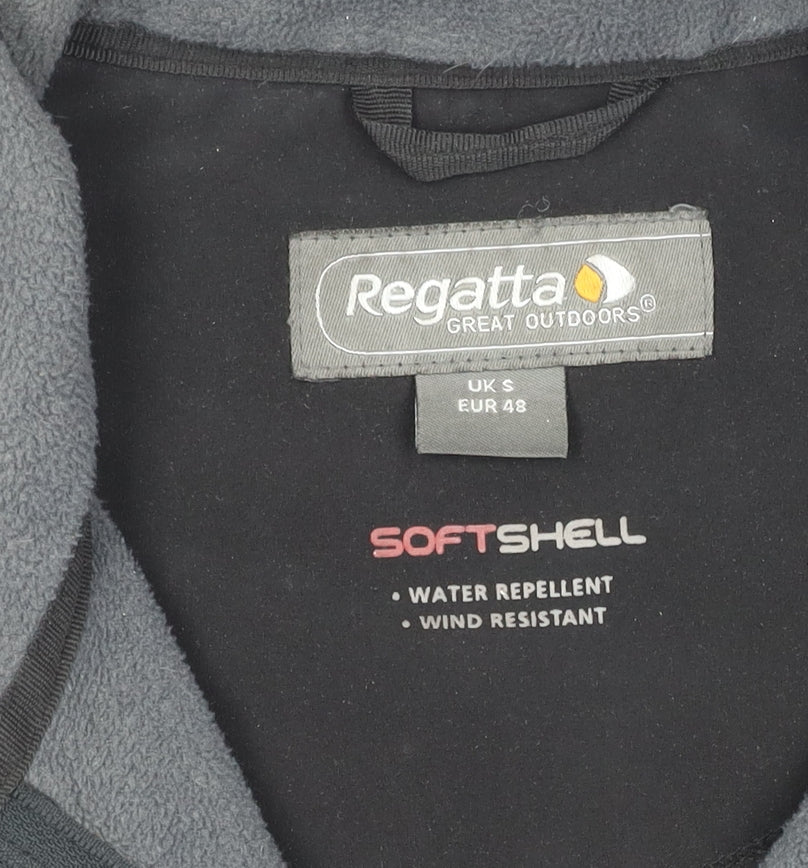 Regatta
GREAT OUTDOORS®
UK S
EUR 48
SOFTSHELL
• WATER REPELLENT
• WIND RESISTANT